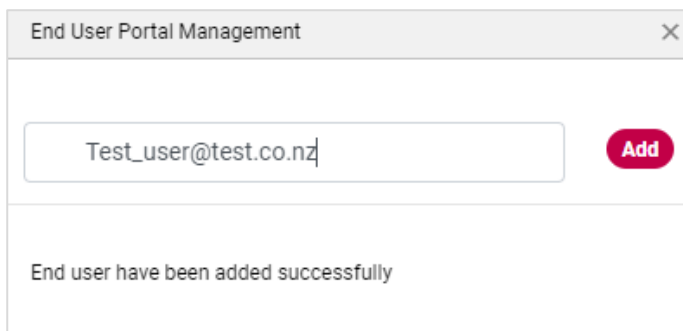 End User Portal Management
Test_user@test.co.nz
Add
End user have been added successfully